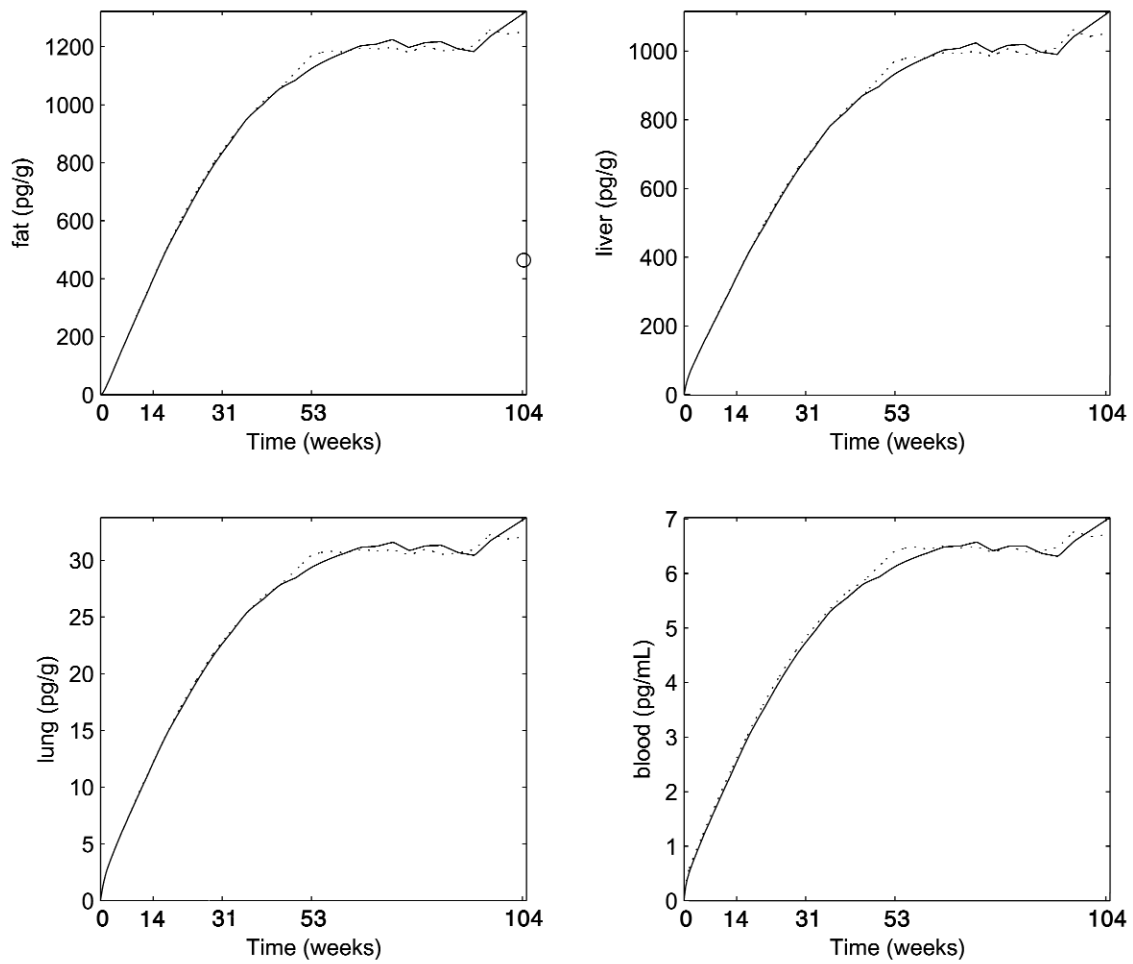 fat (pg/g)
1200
1000
800
600
400
200
0
0 14 31 53 104
Time (weeks)
liver (pg/g)
1000
800
600
400
200
0
0 14 31 53 104
Time (weeks)
lung (pg/g)
30
25
20
15
10
5
0
0 14 31 53 104
Time (weeks)
blood (pg/mL)
7
6
5
4
3
2
1
0
0 14 31 53 104
Time (weeks)